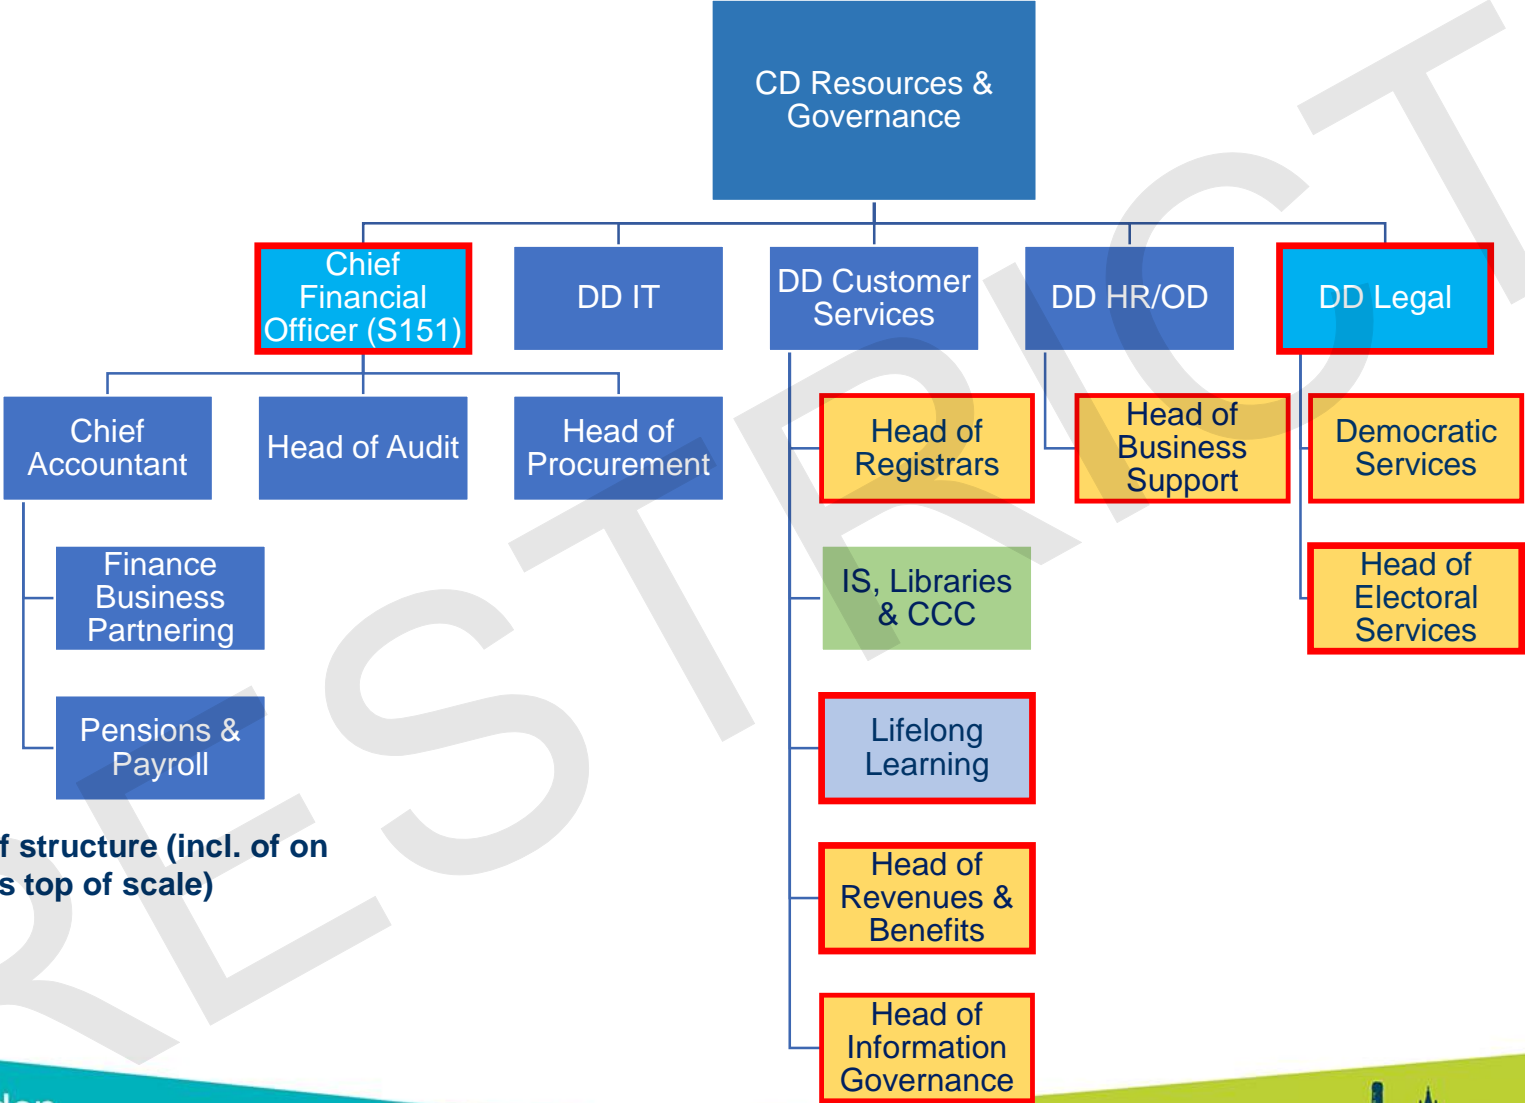 CD Resources &
Governance
Chief
Financial
Officer (S151)
DD IT
DD Customer
Services
DD HR/OD
DD Legal
Chief
Accountant
Head of Audit
Head of
Procurement
Head of
Registrars
Head of
Business
Support
Democratic
Services
Finance
Business
Partnering
IS, Libraries
& CCC
Head of
Electoral
Services
Pensions &
Payroll
Lifelong
Learning
f structure (incl. of on
s top of scale)
Head of
Revenues &
Benefits
Head of
Information
Governance
RESTRICT